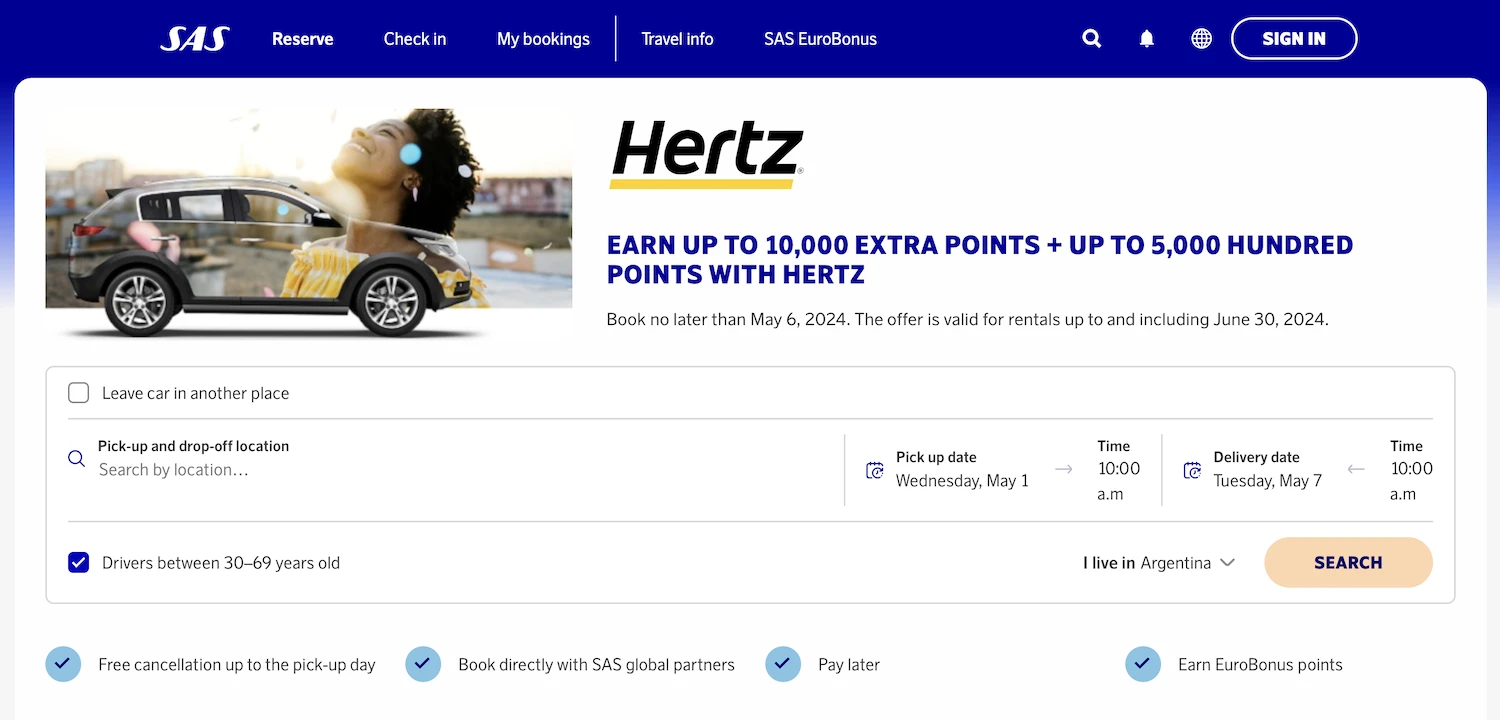 SAS Reserve Check in My bookings Travel info SAS EuroBonus SIGN IN
Hertz®
EARN UP TO 10,000 EXTRA POINTS + UP TO 5,000 HUNDRED
POINTS WITH HERTZ
Book no later than May 6, 2024. The offer is valid for rentals up to and including June 30, 2024.
Leave car in another place
Pick-up and drop-off location
Search by location...
Pick up date
Wednesday, May 1
Time
10:00
a.m
Delivery date
Tuesday, May 7
Time
10:00
a.m
Drivers between 30–69 years old
I live in Argentina
SEARCH
Free cancellation up to the pick-up day
Book directly with SAS global partners
Pay later
Earn EuroBonus points